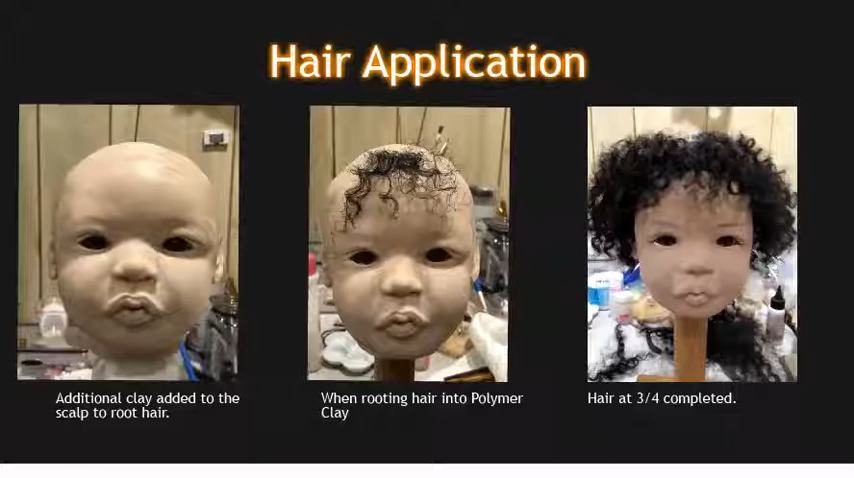 Hair Application
Additional clay added to the
scalp to root hair.
When rooting hair into Polymer
Clay
Hair at 3/4 completed.